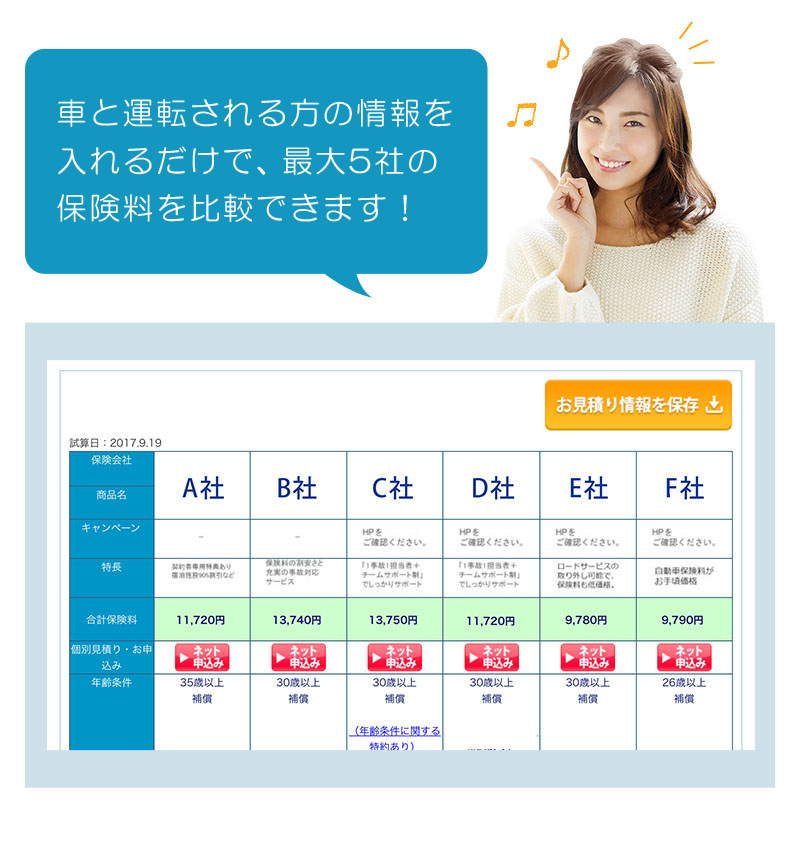 車と運転される方の情報を
入れるだけで、最大5社の
保険料を比較できます！
お見積り情報を保存
試算日：2017.9.19
保険会社
商品名
A社 B社 C社 D社 E社 F社
キャンペーン
－ － HPを HPを HPを HPを
ご確認ください。 ご確認ください。 ご確認ください。 ご確認ください。
特長
契約者専用特典あり 保険料の割安さと 「1事故1担当者＋ 「1事故1担当者＋ ロードサービスの 自動車保険料が
宿泊施設90%割引など 充実の事故対応 チームサポート制」 チームサポート制」 取り外し可能で、 お手頃価格
サービス でしっかりサポート でしっかりサポート 保険料も低価格。
合計保険料 11,720円 13,740円 13,750円 11,720円 9,780円 9,790円
個別見積り・お申 ネット ネット ネット ネット ネット ネット
込み 申込み 申込み 申込み 申込み 申込み 申込み
年齢条件 35歳以上 30歳以上 30歳以上 30歳以上 30歳以上 26歳以上
補償 補償 補償 補償 補償 補償
（年齢条件に関する
特約あり）